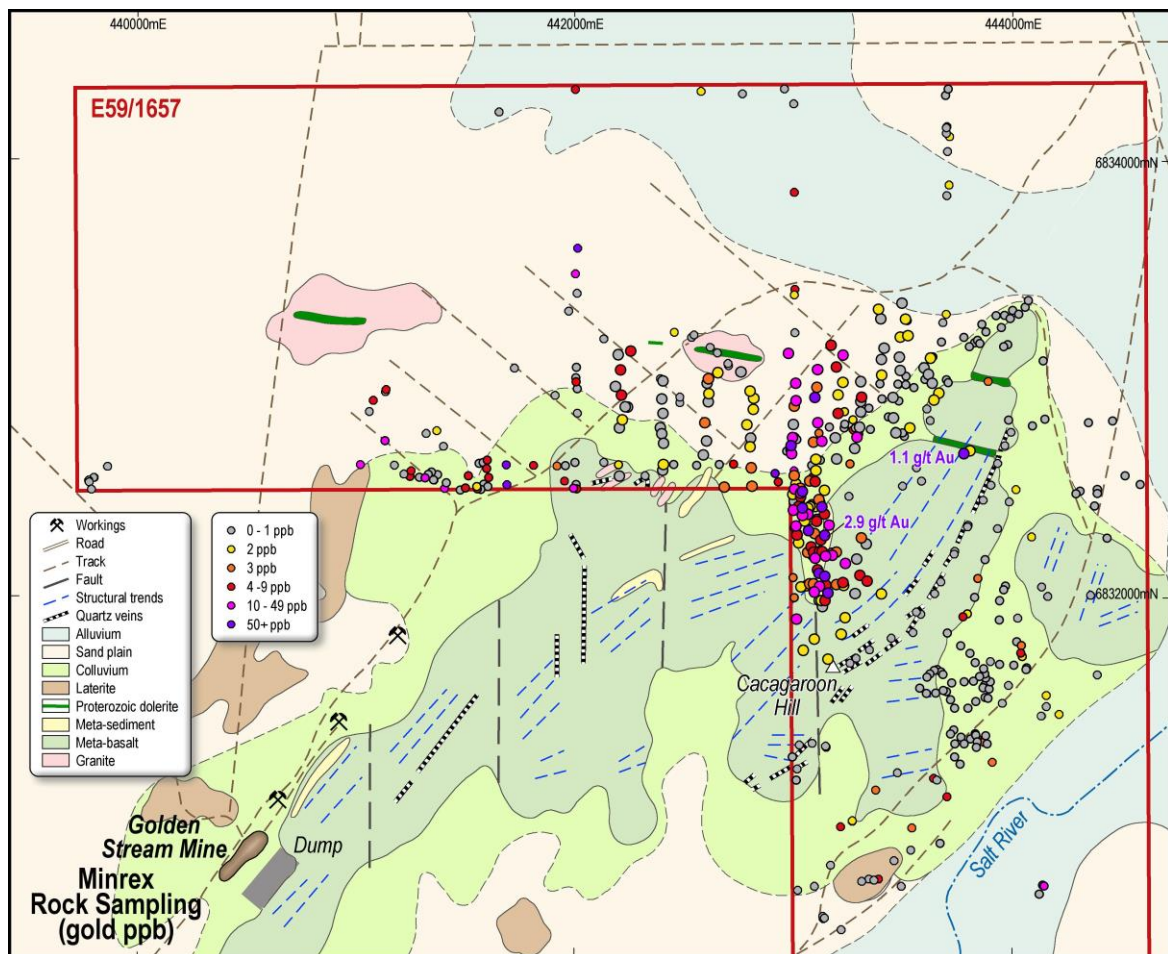 440000mE
442000mE
444000mE
E59/1657
6834000mN
1.1 g/t Au
2.9 g/t Au
Workings
Road
Track
Fault
Structural trends
Quartz veins
Alluvium
Sand plain
Colluvium
Laterite
Proterozoic dolerite
Meta-sediment
Meta-basalt
Granite
0 - 1 ppb
2 ppb
3 ppb
4 -9 ppb
10 - 49 ppb
50+ ppb
6832000mN
Cacagaroon
Hill
Salt River
Golden
Stream Mine
Dump
Minrex
Rock Sampling
(gold ppb)